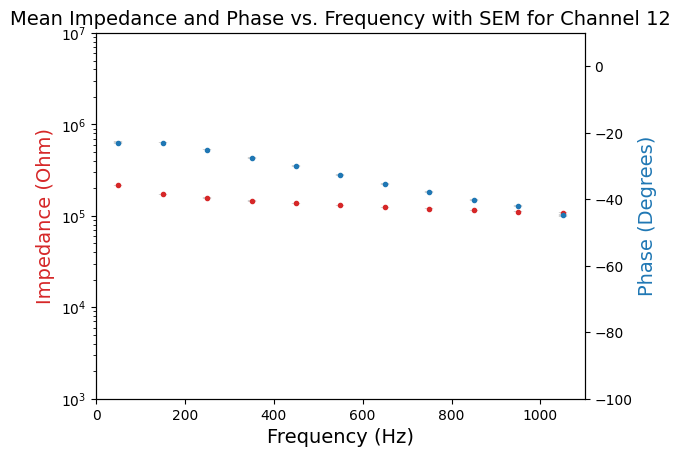 Mean Impedance and Phase vs. Frequency with SEM for Channel 12
10⁷
10⁶
10⁵
10⁴
10³
Impedance (Ohm)
0
−20
−40
−60
−80
−100
Phase (Degrees)
0 200 400 600 800 1000
Frequency (Hz)